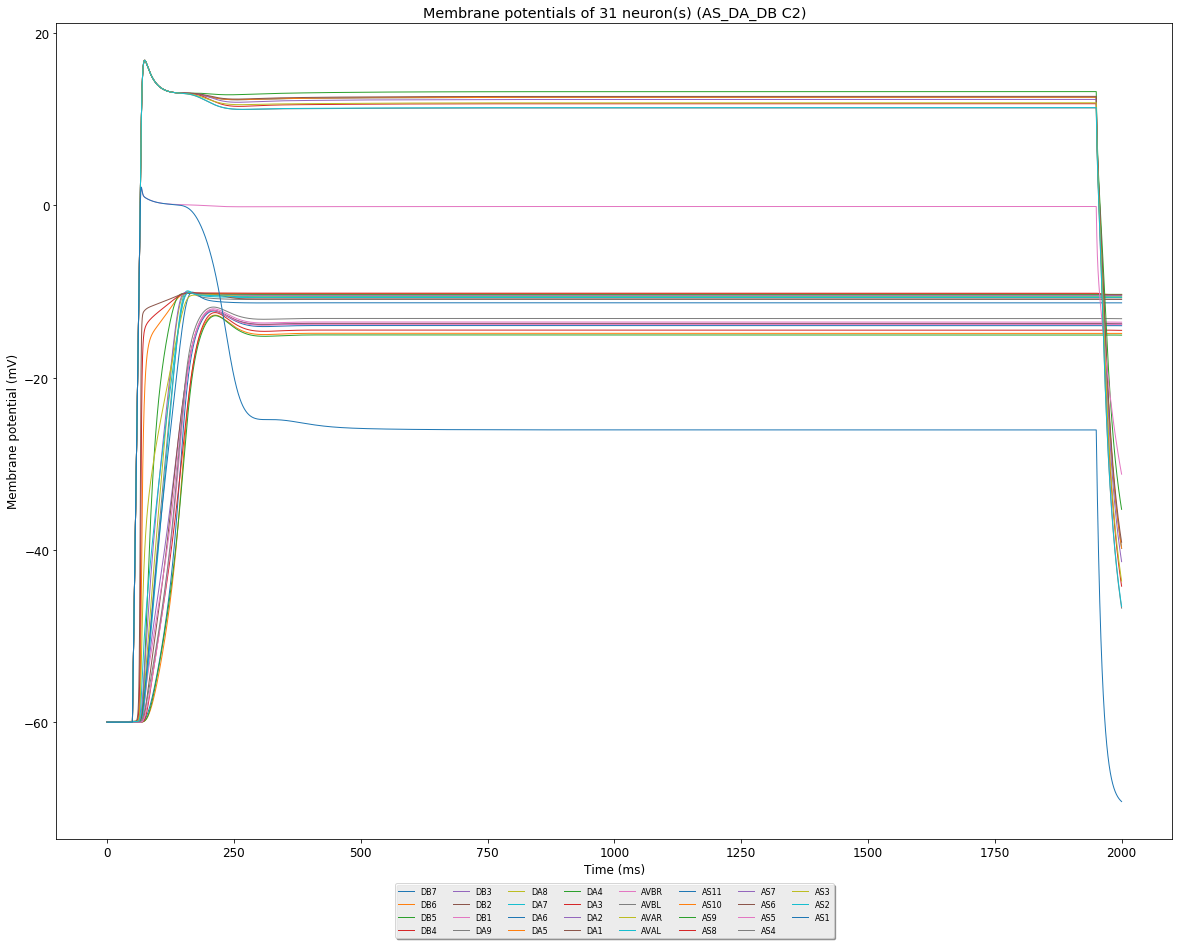 Membrane potentials of 31 neuron(s) (AS_DA_DB C2)
20
0
−20
−40
−60
Membrane potential (mV)
0 250 500 750 1000 1250 1500 1750 2000
Time (ms)
DB7 DB3 DA8 DA4 AVBR AS11 AS7 AS3
DB6 DB2 DA7 DA3 AVBL AS10 AS6 AS2
DB5 DB1 DA6 DA2 AVAR AS9 AS5 AS1
DB4 DA9 DA5 DA1 AVAL AS8 AS4